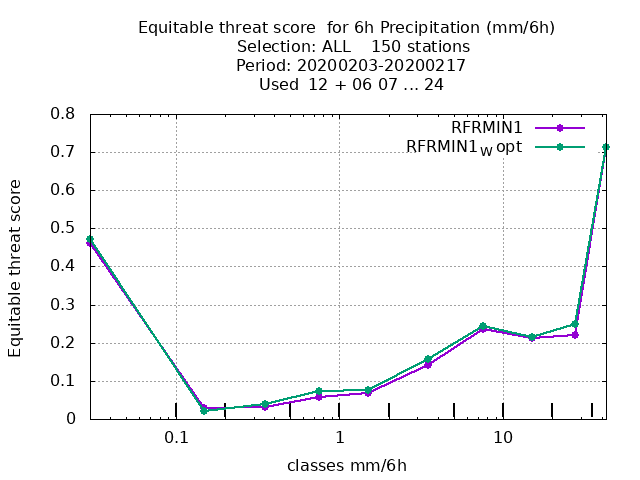 Equitable threat score  for 6h Precipitation (mm/6h)
Selection: ALL    150 stations
Period: 20200203-20200217
Used  12 + 06 07 ... 24
RFRMIN1
RFRMIN1W opt
0.8
0.7
0.6
0.5
0.4
0.3
0.2
0.1
0
Equitable threat score
0.1 1 10
classes mm/6h